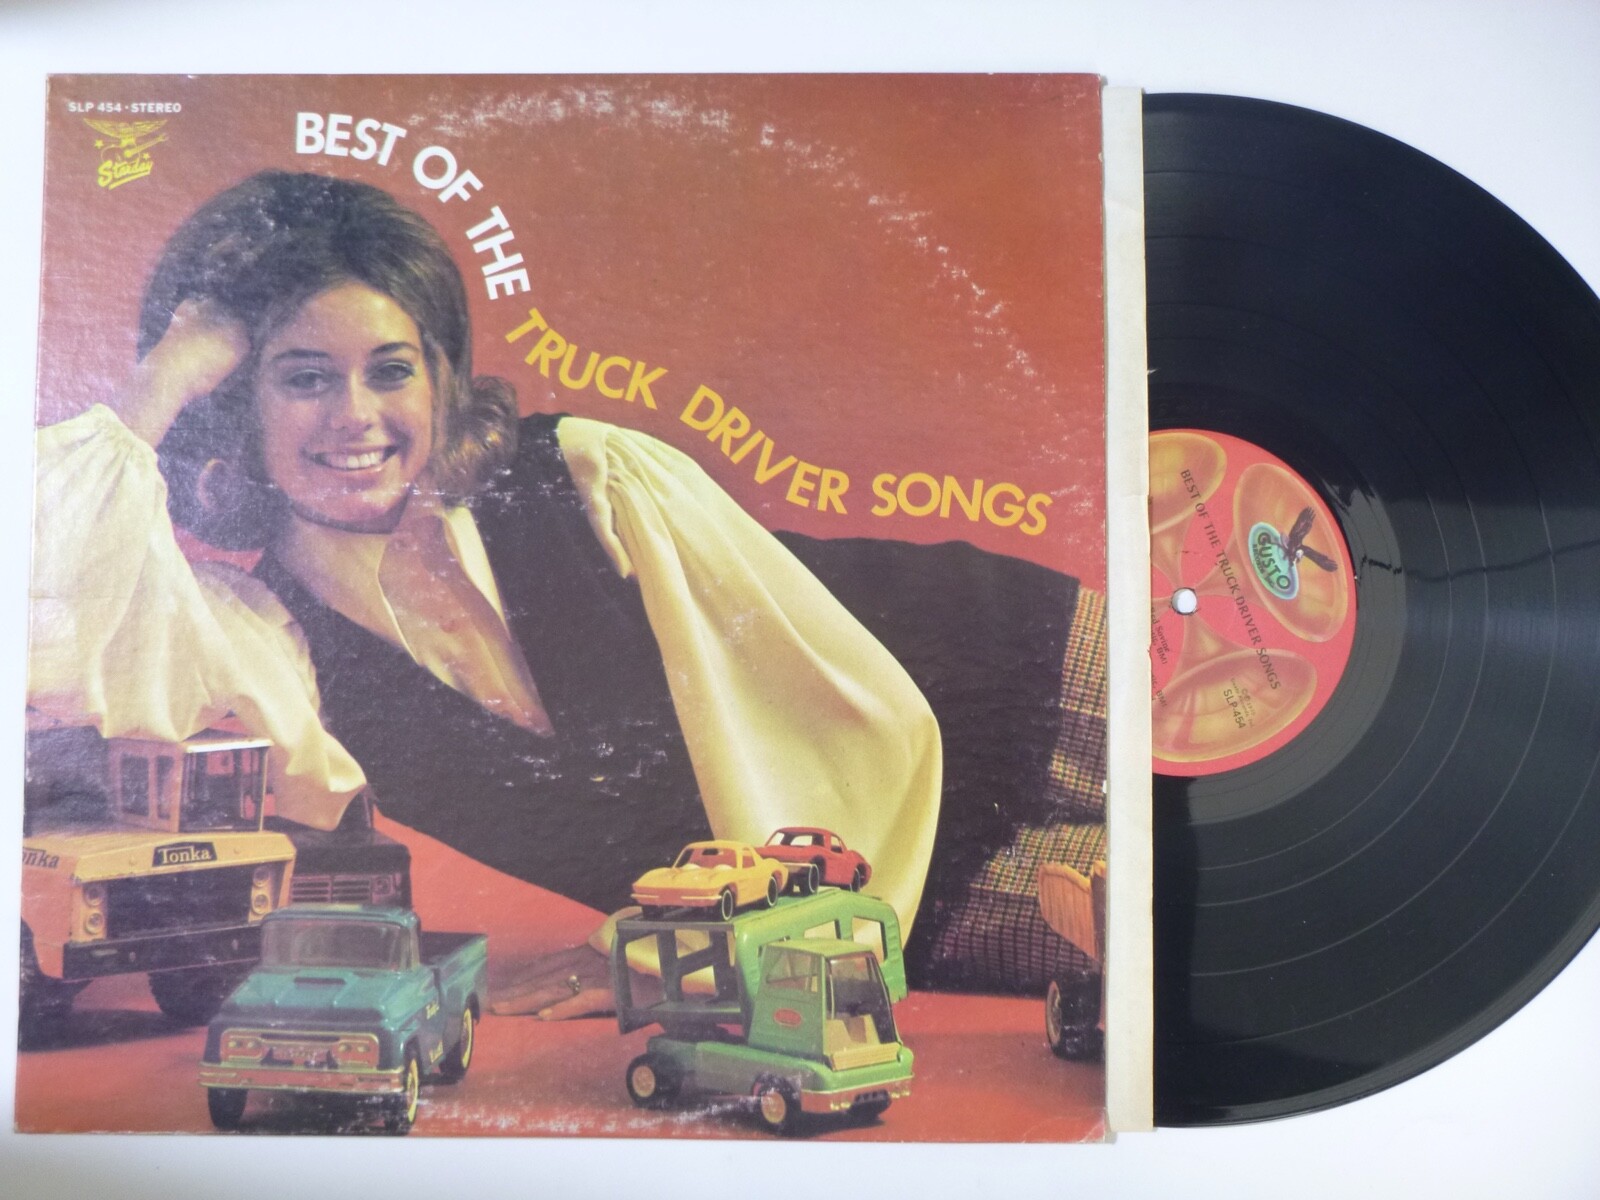 SLP 454 · STEREO
Starday
BEST OF THE
TRUCK DRIVER SONGS
Tonka
nka
GUSTO
BEST OF THE TRUCK DRIVER SONGS
SLP-454